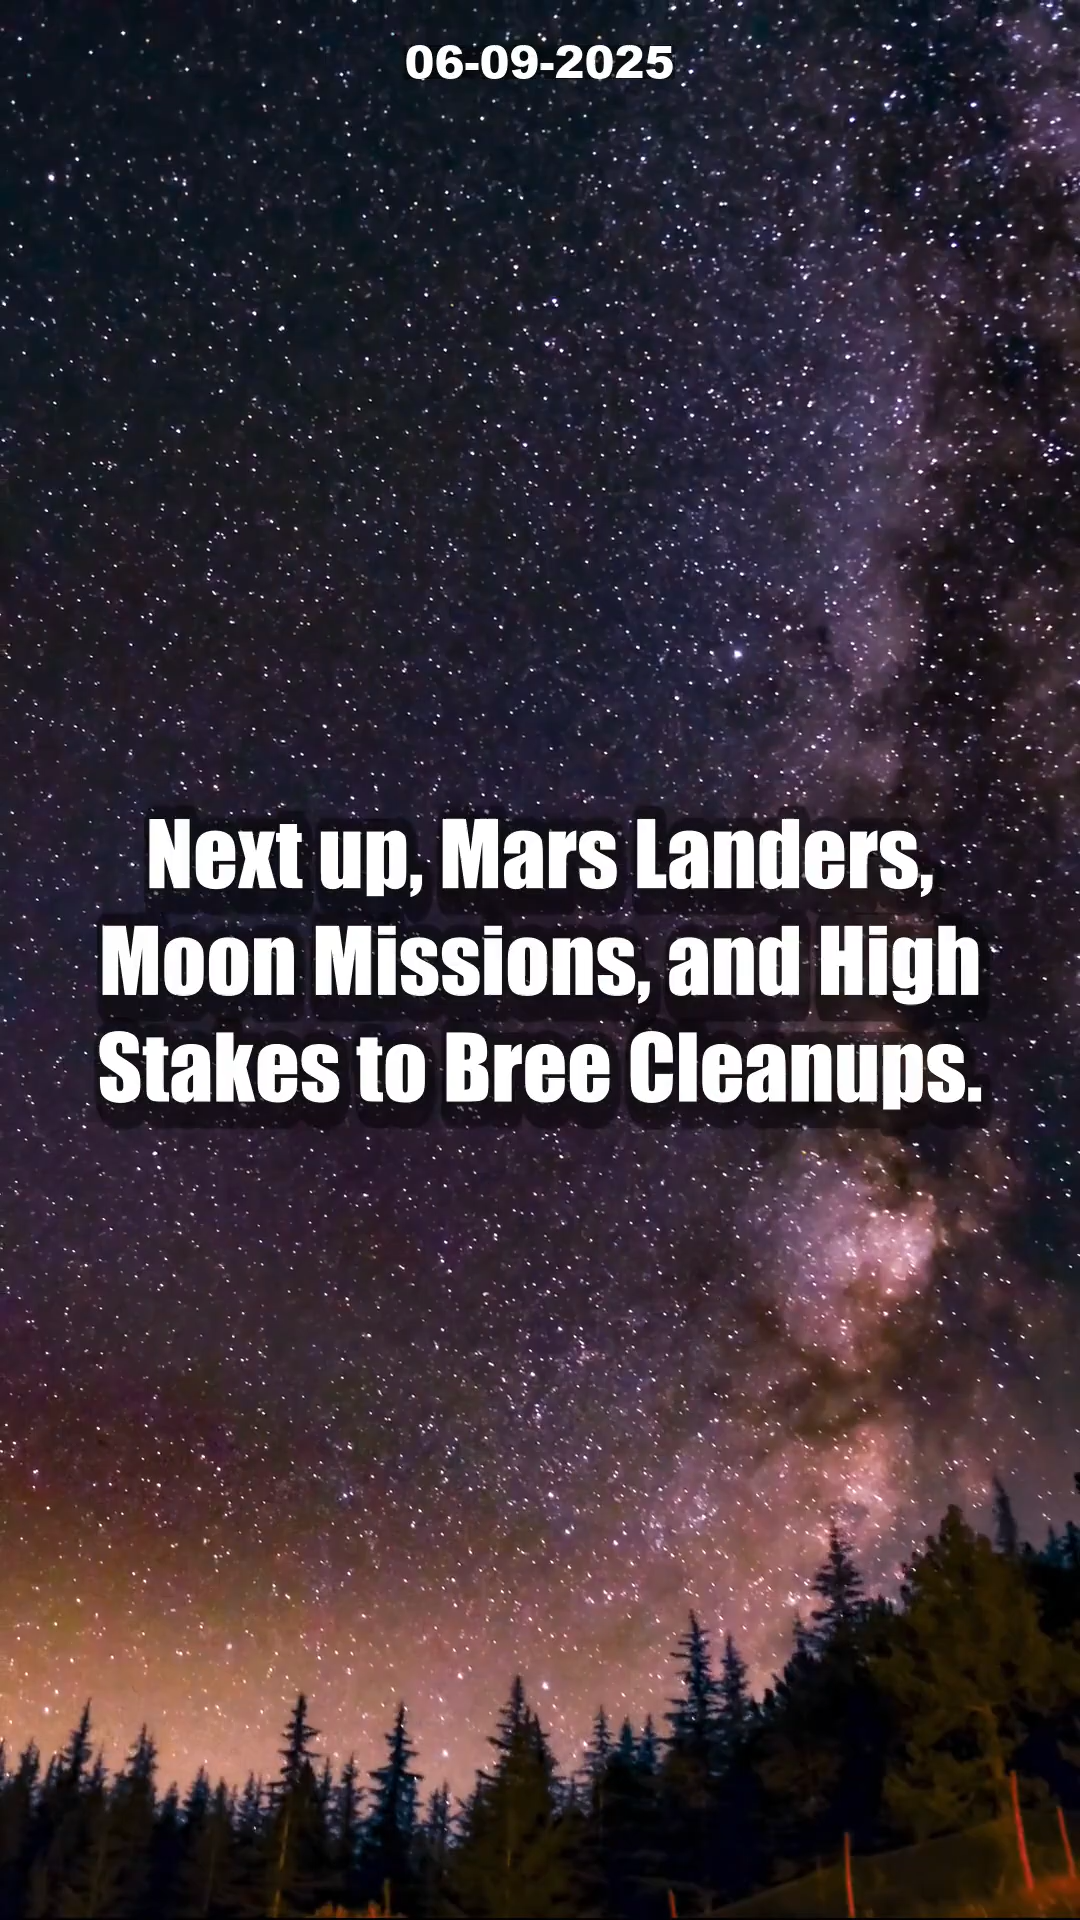 06-09-2025
Next up, Mars Landers,
Moon Missions, and High
Stakes to Bree Cleanups.